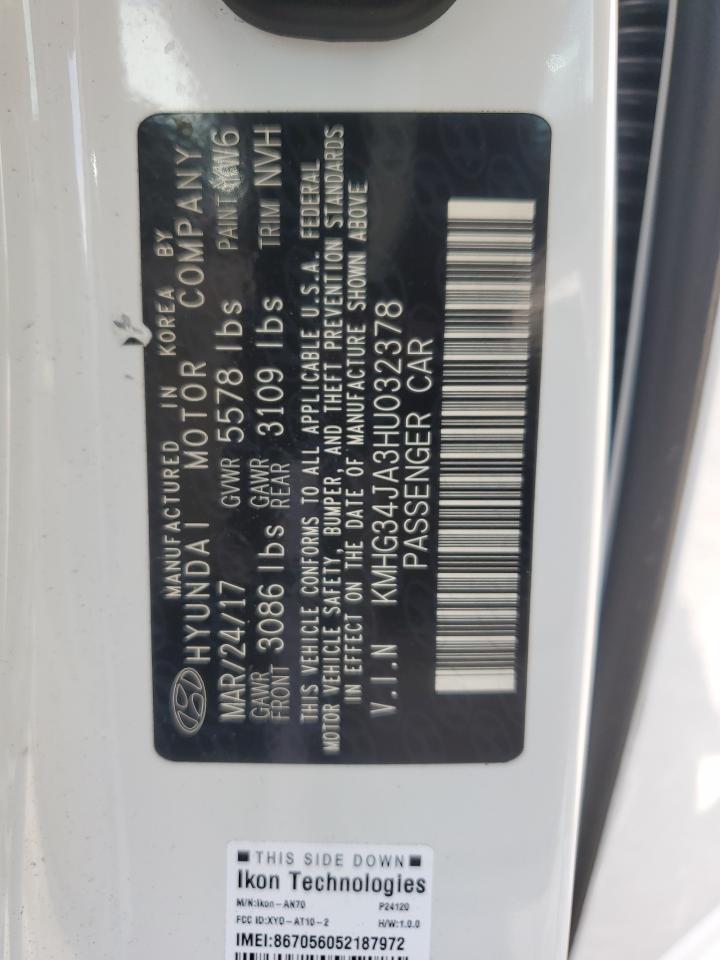 MANUFACTURED IN KOREA BY
HYUNDAI MOTOR COMPANY
MAR/24/17 GVWR 5578 lbs PAINT W6
GAWR FRONT 3086 lbs GAWR REAR 3109 lbs TRIM NVH
THIS VEHICLE CONFORMS TO ALL APPLICABLE U.S.A. FEDERAL
MOTOR VEHICLE SAFETY, BUMPER AND THEFT PREVENTION STANDARDS
IN EFFECT ON THE DATE OF MANUFACTURE SHOWN ABOVE
V.I.N KMHG34JA3HU032378
PASSENGER CAR
THIS SIDE DOWN
Ikon Technologies
M/N:Ikon-AN70 P24120
FCC ID:XYO-AT10-2 H/W:1.0.0
IMEI:867056052187972